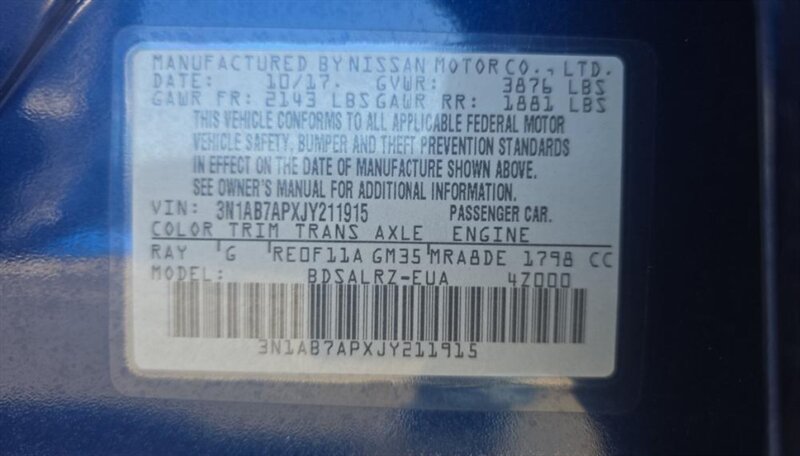 MANUFACTURED BY NISSAN MOTOR CO., LTD.
DATE: 10/17. GVWR: 3876 LBS
GAWR FR: 2143 LBS GAWR RR: 1881 LBS
THIS VEHICLE CONFORMS TO ALL APPLICABLE FEDERAL MOTOR
VEHICLE SAFETY, BUMPER AND THEFT PREVENTION STANDARDS
IN EFFECT ON THE DATE OF MANUFACTURE SHOWN ABOVE.
SEE OWNER'S MANUAL FOR ADDITIONAL INFORMATION.
VIN: 3N1AB7APXJY211915 PASSENGER CAR.
COLOR TRIM TRANS AXLE ENGINE
RAY G RE0F11A GM35 MRA8DE 1798 CC
MODEL: BDSALRZ-EUA 4Z000
3N1AB7APXJY211915